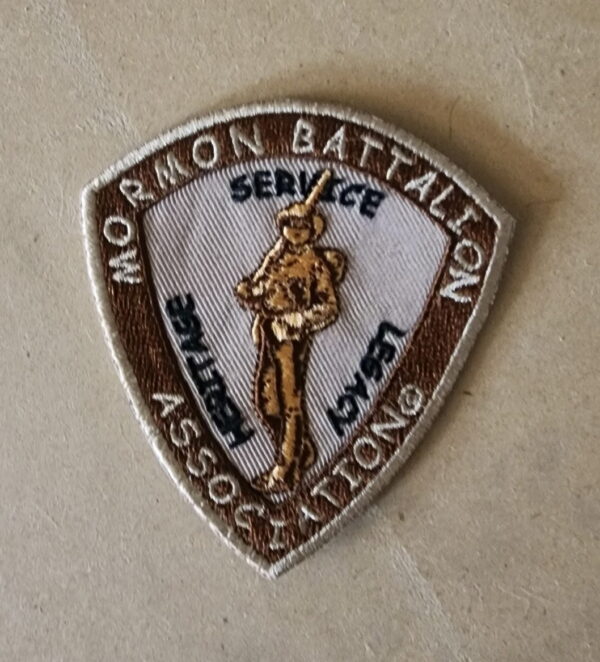 MORMON BATTALION
SERVICE
HERITAGE
LEGACY
ASSOCIATION©